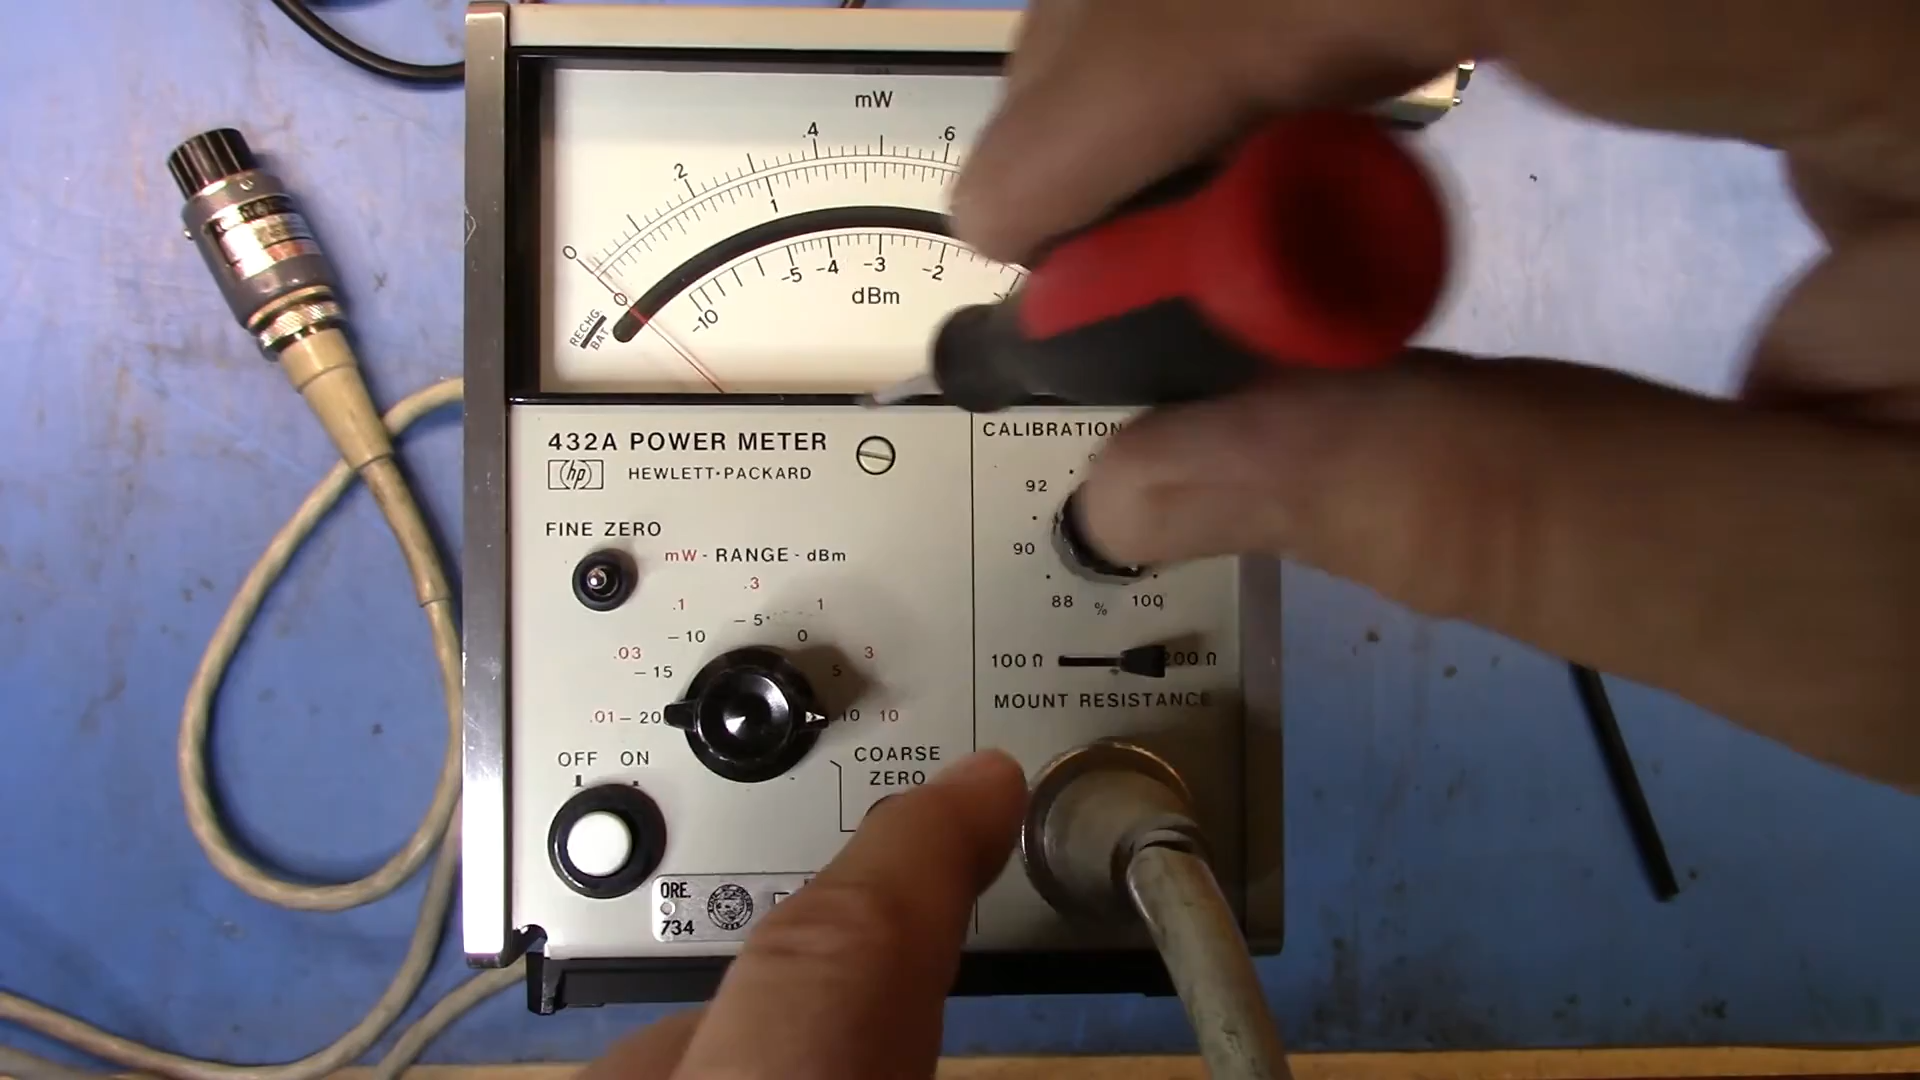 mW
.4
.6
.2
1
0
0
-5
-4
-3
-2
-10
dBm
RECHG.
BAT
432A POWER METER
hp HEWLETT·PACKARD
CALIBRATION
92
90
88 % 100
FINE ZERO
mW - RANGE - dBm
.3
.1
1
-5
-10
0
.03
3
-15
5
.01 -20
10 10
100 Ω
200 Ω
MOUNT RESISTANCE
OFF ON
COARSE
ZERO
ORE.
734